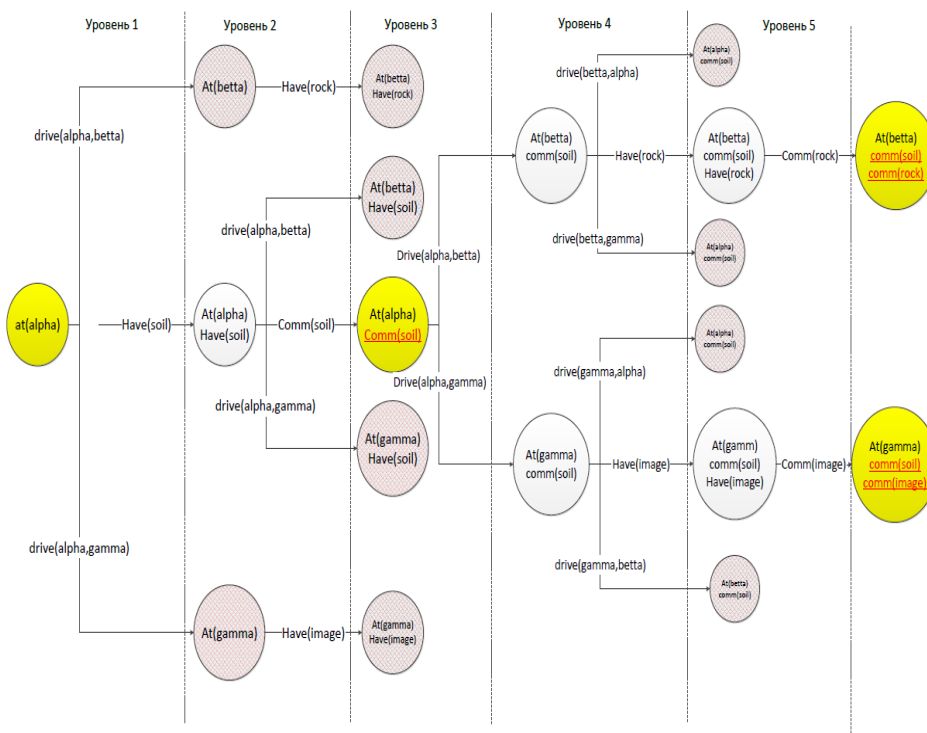 Уровень 1
Уровень 2
Уровень 3
Уровень 4
Уровень 5
At(betta)
Have(rock)
At(betta)
Have(rock)
drive(alpha,betta)
drive(betta,alpha)
At(alpha)
comm(soil)
At(betta)
comm(soil)
Have(rock)
At(betta)
comm(soil)
Have(rock)
Comm(rock)
At(betta)
comm(soil)
comm(rock)
At(betta)
Have(soil)
drive(alpha,betta)
Drive(alpha,betta)
drive(betta,gamma)
At(alpha)
comm(soil)
at(alpha)
Have(soil)
At(alpha)
Have(soil)
Comm(soil)
At(alpha)
Comm(soil)
At(alpha)
comm(soil)
drive(gamma,alpha)
Drive(alpha,gamma)
drive(alpha,gamma)
At(gamma)
Have(soil)
At(gamma)
comm(soil)
Have(image)
At(gamm)
comm(soil)
Have(image)
Comm(image)
At(gamma)
comm(soil)
comm(image)
drive(alpha,gamma)
drive(gamma,betta)
At(betta)
comm(soil)
At(gamma)
Have(image)
At(gamma)
Have(image)